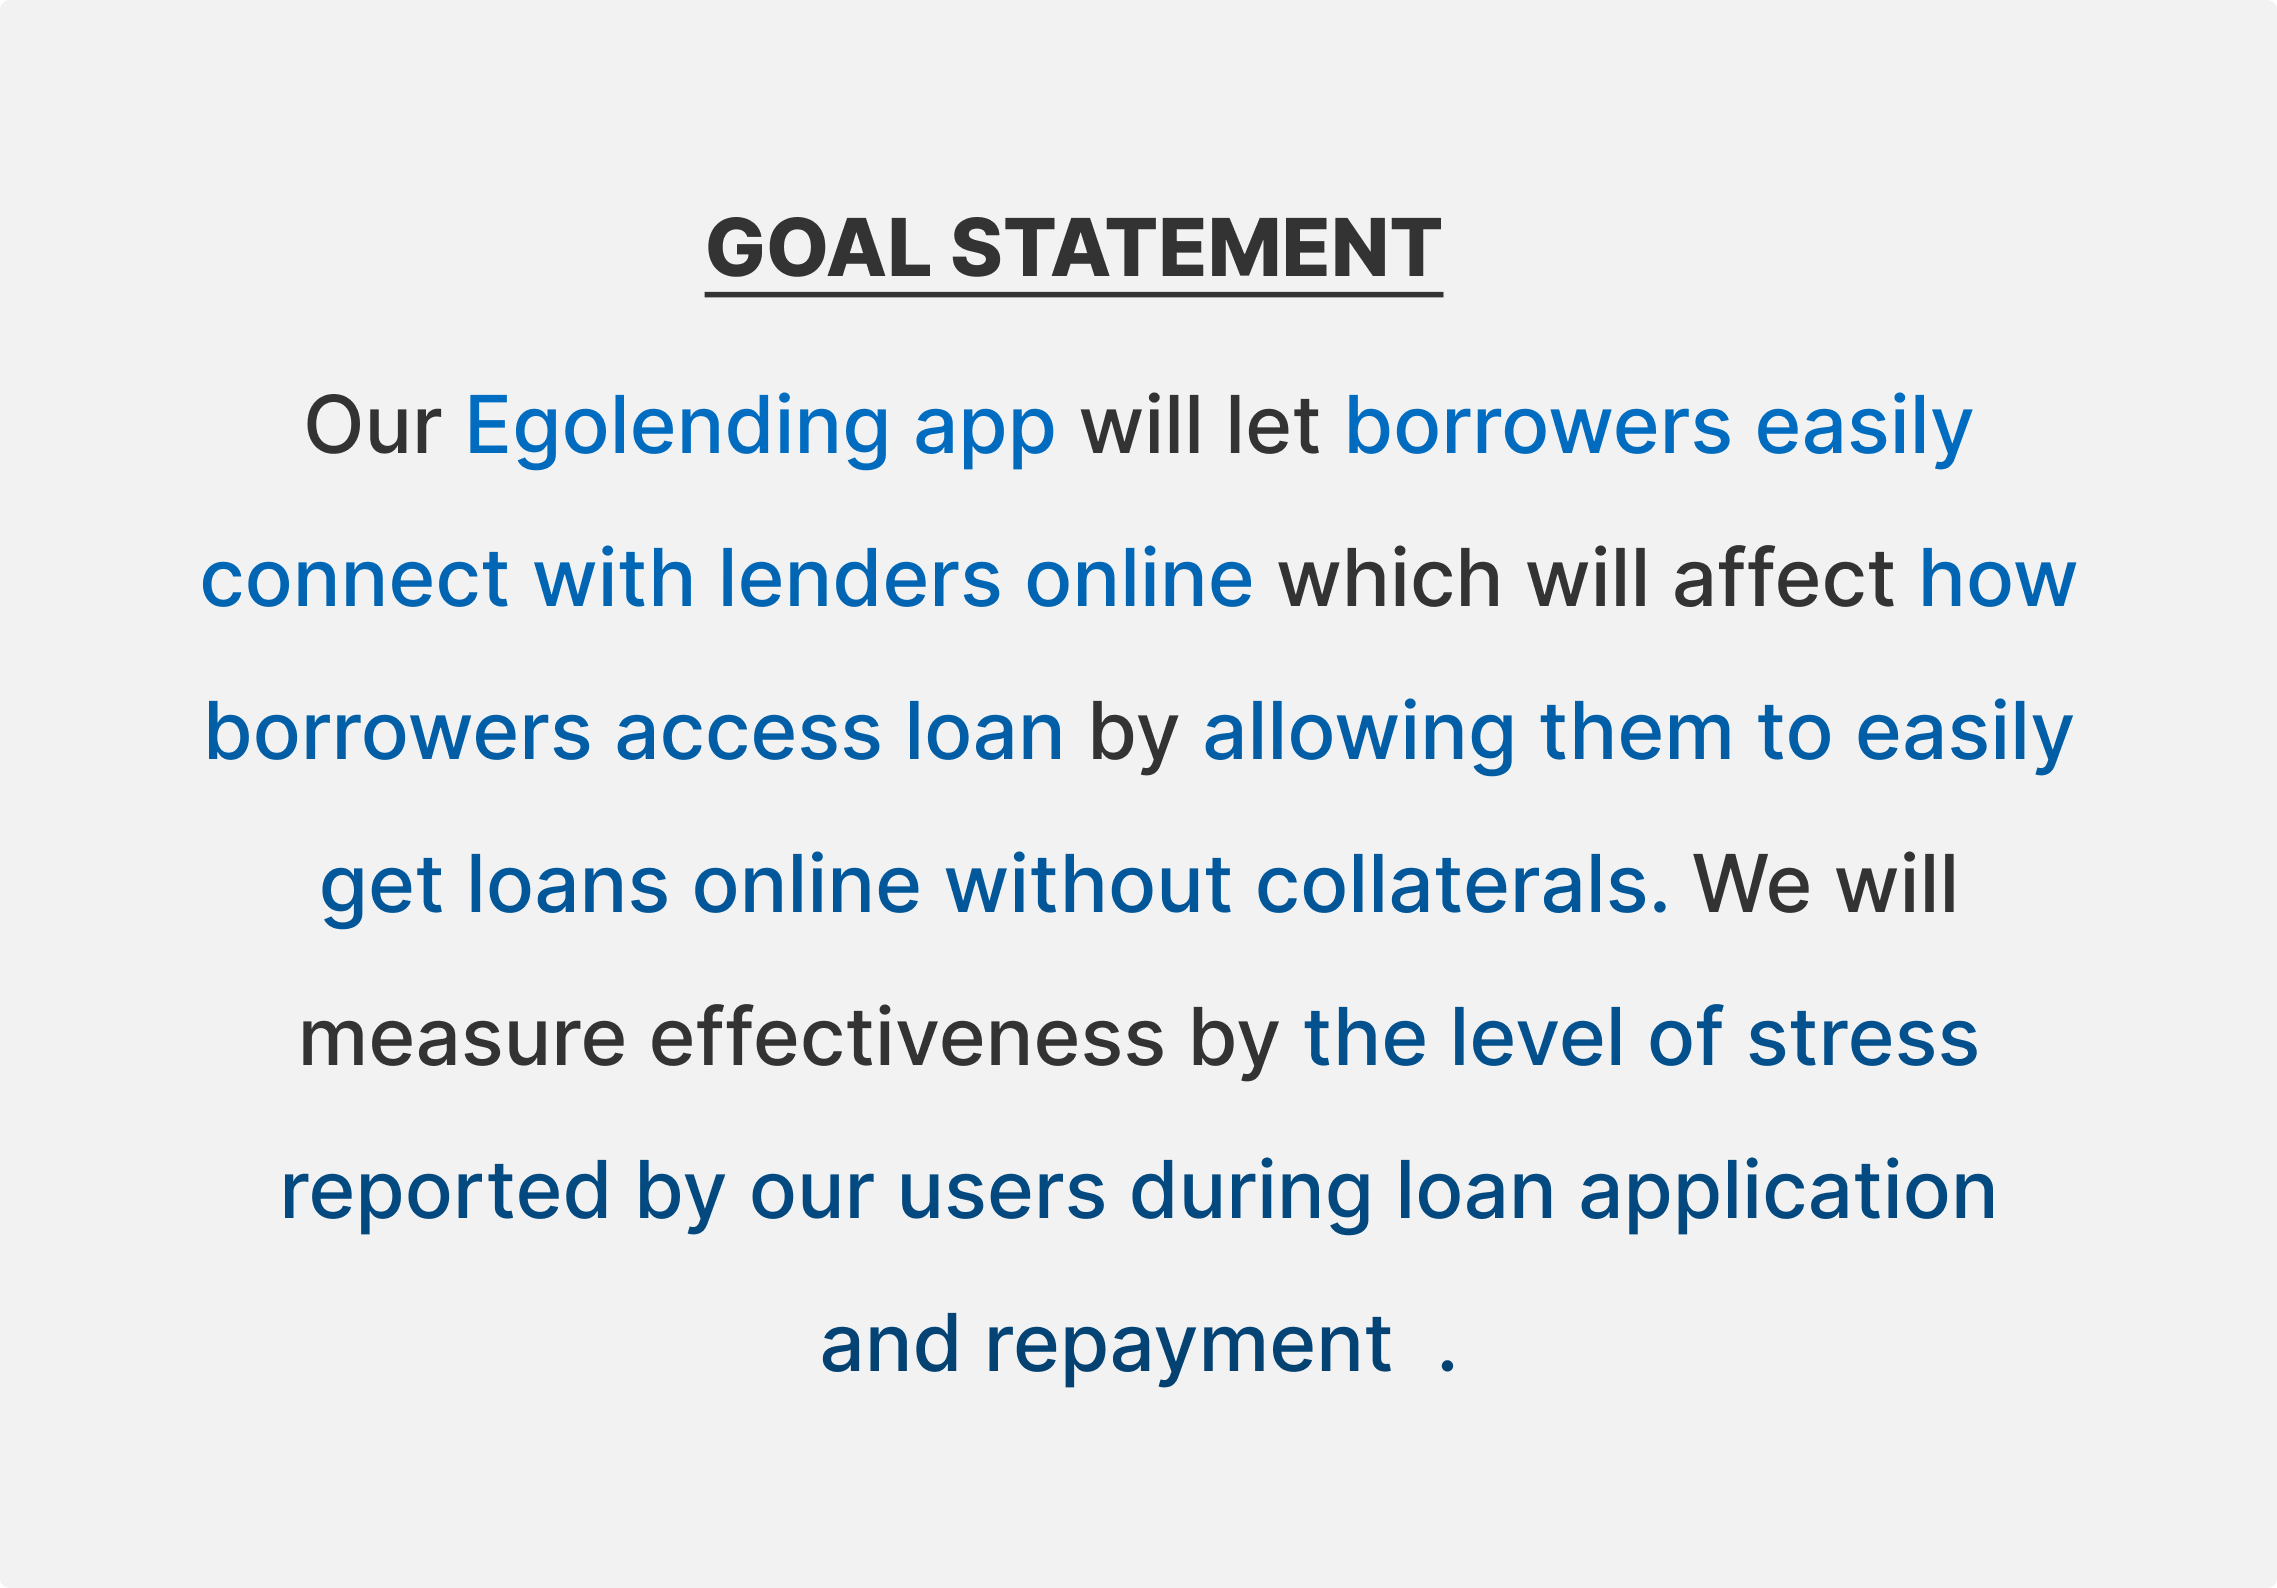 GOAL STATEMENT
Our Egolending app will let borrowers easily
connect with lenders online which will affect how
borrowers access loan by allowing them to easily
get loans online without collaterals. We will
measure effectiveness by the level of stress
reported by our users during loan application
and repayment  .